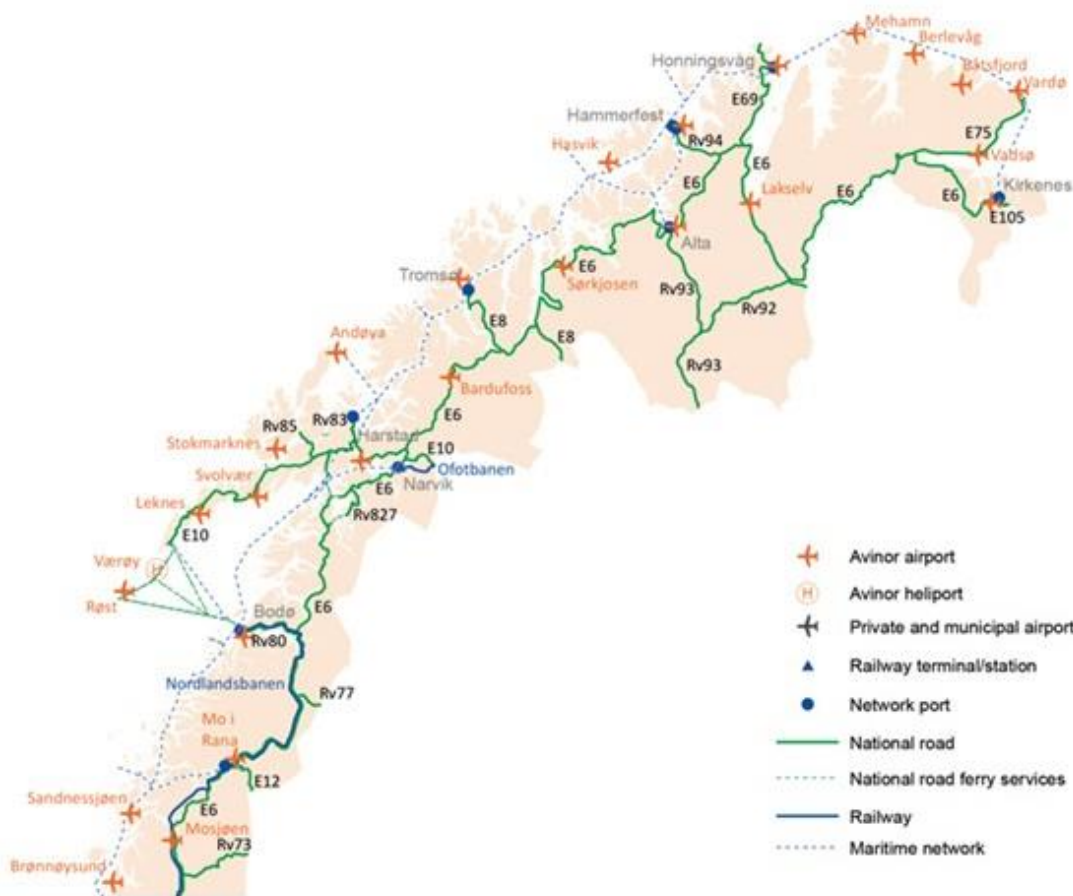 Mehamn
Berlevåg
Honningsvåg
Båtsfjord
Vardø
E69
Hammerfest
Rv94
E75
Hasvik
E6
Vadsø
E6
Lakselv
E6
E6
Kirkenes
E105
Alta
Tromsø
E6
Sørkjosen
Rv93
Rv92
E8
E8
Andøya
Rv93
Bardufoss
Rv85
Rv83
E6
Harstad
Stokmarknes
E10
Svolvær
Ofotbanen
E6
Narvik
Leknes
Rv827
E10
Værøy
H
Røst
Bodø
E6
Rv80
Nordlandsbanen
Rv77
Mo i
Rana
E12
Sandnessjøen
E6
Mosjøen
Rv73
Brønnøysund
Avinor airport
H
Avinor heliport
Private and municipal airport
Railway terminal/station
Network port
National road
National road ferry services
Railway
Maritime network